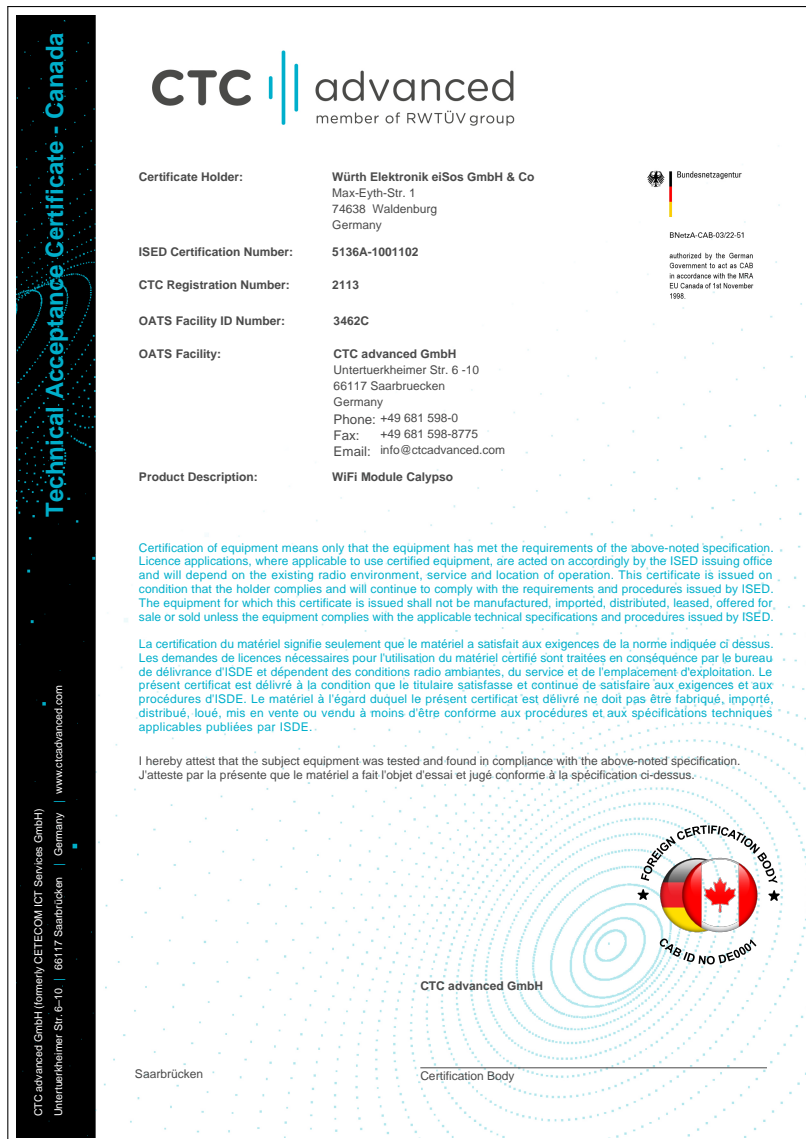 Technical Acceptance Certificate - Canada
CTC advanced
member of RWTÜV group
Certificate Holder: Würth Elektronik eiSos GmbH & Co
Max-Eyth-Str. 1
74638 Waldenburg
Germany
Bundesnetzagentur
BNetzA-CAB-03/22-51
authorized by the German
Government to act as CAB
in accordance with the MRA
EU Canada of 1st November
1998.
ISED Certification Number: 5136A-1001102
CTC Registration Number: 2113
OATS Facility ID Number: 3462C
OATS Facility: CTC advanced GmbH
Untertuerkheimer Str. 6 -10
66117 Saarbruecken
Germany
Phone: +49 681 598-0
Fax: +49 681 598-8775
Email: info@ctcadvanced.com
Product Description: WiFi Module Calypso
Certification of equipment means only that the equipment has met the requirements of the above-noted specification.
Licence applications, where applicable to use certified equipment, are acted on accordingly by the ISED issuing office
and will depend on the existing radio environment, service and location of operation. This certificate is issued on
condition that the holder complies and will continue to comply with the requirements and procedures issued by ISED.
The equipment for which this certificate is issued shall not be manufactured, imported, distributed, leased, offered for
sale or sold unless the equipment complies with the applicable technical specifications and procedures issued by ISED.
La certification du matériel signifie seulement que le matériel a satisfait aux exigences de la norme indiquée ci dessus.
Les demandes de licences nécessaires pour l'utilisation du matériel certifié sont traitées en conséquence par le bureau
de délivrance d'ISDE et dépendent des conditions radio ambiantes, du service et de l'emplacement d'exploitation. Le
présent certificat est délivré à la condition que le titulaire satisfasse et continue de satisfaire aux exigences et aux
procédures d'ISDE. Le matériel à l'égard duquel le présent certificat est délivré ne doit pas être fabriqué, importé,
distribué, loué, mis en vente ou vendu à moins d'être conforme aux procédures et aux spécifications techniques
applicables publiées par ISDE.
I hereby attest that the subject equipment was tested and found in compliance with the above-noted specification.
J'atteste par la présente que le matériel a fait l'objet d'essai et jugé conforme à la spécification ci-dessus.
FOREIGN CERTIFICATION BODY
CAB ID NO DE0001
CTC advanced GmbH
Saarbrücken
Certification Body
CTC advanced GmbH (formerly CETECOM ICT Services GmbH)
Untertuerkheimer Str. 6–10 | 66117 Saarbrücken | Germany | www.ctcadvanced.com